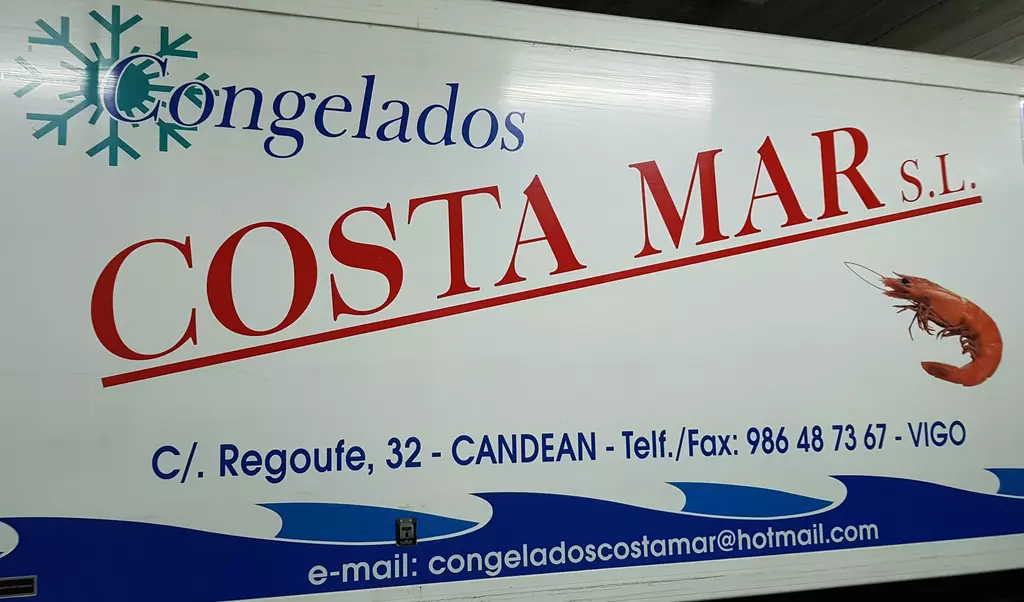 Congelados
COSTA MAR S.L.
C/. Regoufe, 32 - CANDEAN - Telf./Fax: 986 48 73 67 - VIGO
e-mail: congeladoscostamar@hotmail.com